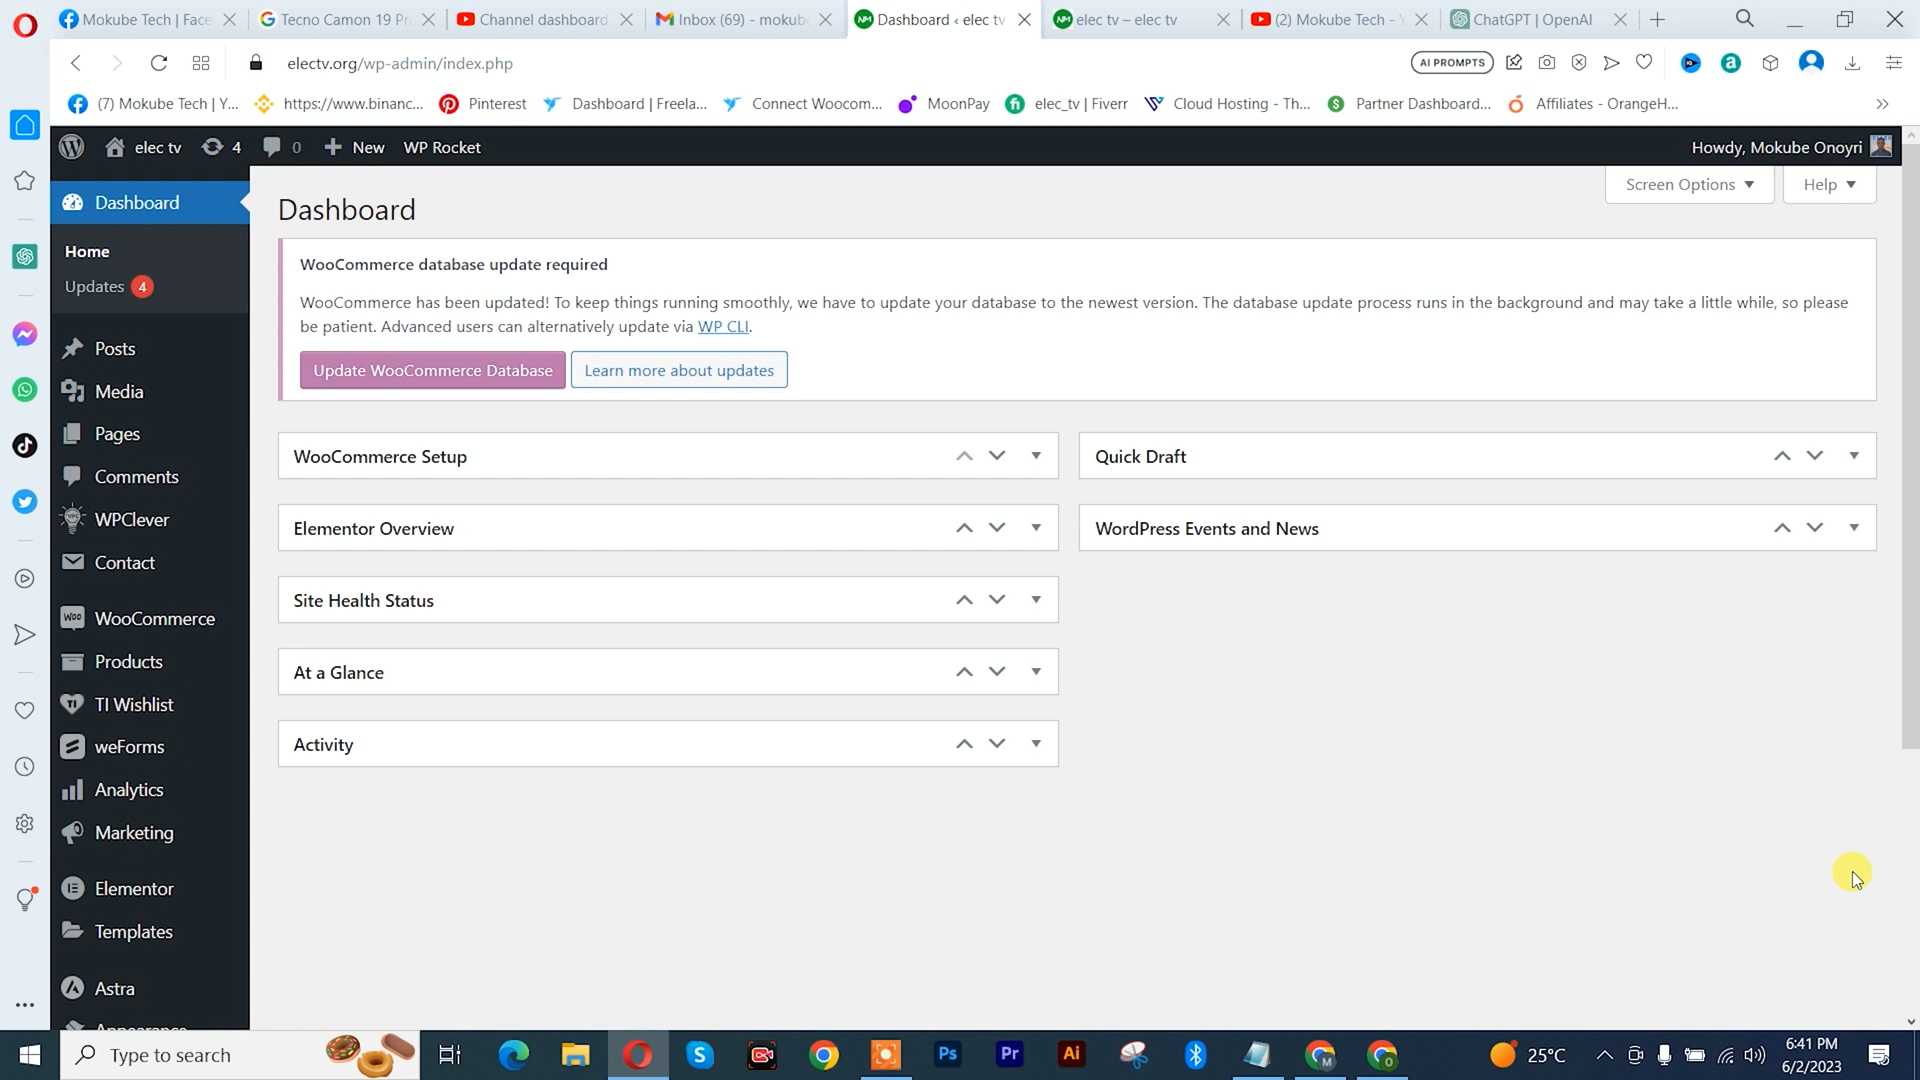 Mokube Tech | Face
Tecno Camon 19 Pr
Channel dashboard
Inbox (69) - mokub
Dashboard ‹ elec tv
elec tv – elec tv
(2) Mokube Tech - Y
ChatGPT | OpenAI
electv.org/wp-admin/index.php
AI PROMPTS
(7) Mokube Tech | Y...
https://www.binanc...
Pinterest
Dashboard | Freela...
Connect Woocom...
MoonPay
elec_tv | Fiverr
Cloud Hosting - Th...
Partner Dashboard...
Affiliates - OrangeH...
elec tv
4
0
New
WP Rocket
Howdy, Mokube Onoyri
Dashboard
Home
Updates 4
Posts
Media
Pages
Comments
WPClever
Contact
WooCommerce
Products
TI Wishlist
weForms
Analytics
Marketing
Elementor
Templates
Astra
Appearance
Screen Options
Help
Dashboard
WooCommerce database update required
WooCommerce has been updated! To keep things running smoothly, we have to update your database to the newest version. The database update process runs in the background and may take a little while, so please
be patient. Advanced users can alternatively update via WP CLI.
Update WooCommerce Database
Learn more about updates
WooCommerce Setup
Quick Draft
Elementor Overview
WordPress Events and News
Site Health Status
At a Glance
Activity
Type to search
25°C
6:41 PM
6/2/2023